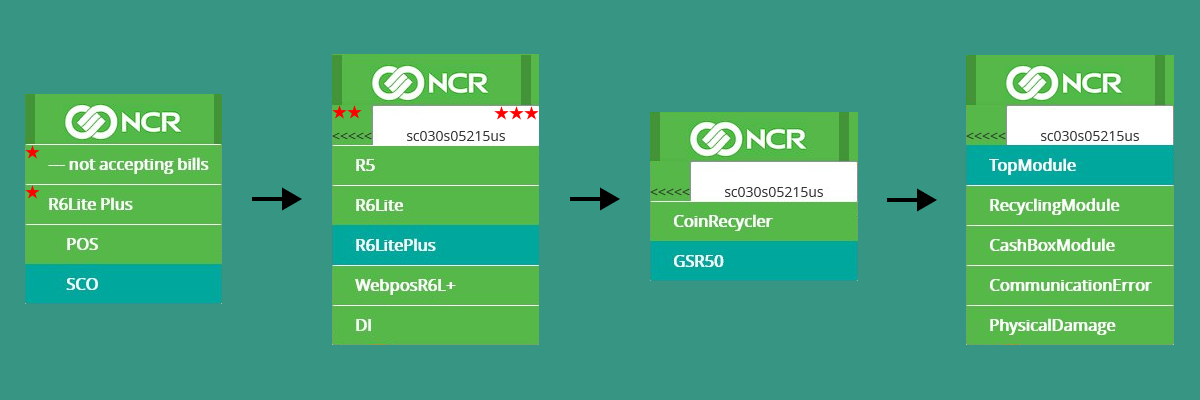 NCR
— not accepting bills
R6Lite Plus
POS
SCO
NCR
<<<<< sc030s05215us
R5
R6Lite
R6LitePlus
WebposR6L+
DI
NCR
<<<<< sc030s05215us
CoinRecycler
GSR50
NCR
<<<<< sc030s05215us
TopModule
RecyclingModule
CashBoxModule
CommunicationError
PhysicalDamage